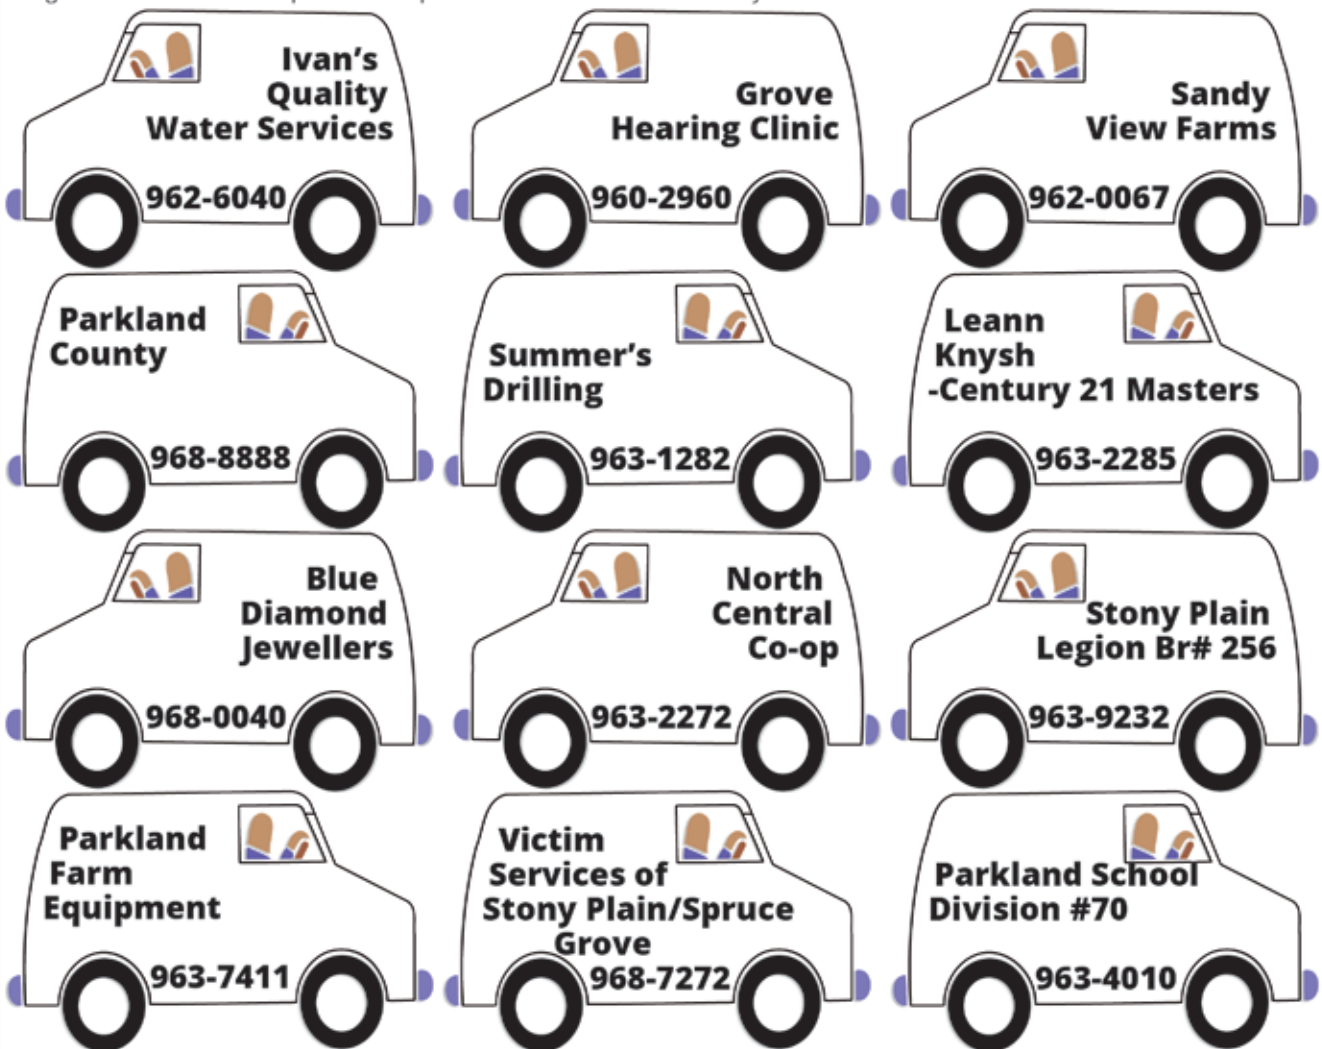 Ivan's
Quality
Water Services
962-6040
Grove
Hearing Clinic
960-2960
Sandy
View Farms
962-0067
Parkland
County
968-8888
Summer's
Drilling
963-1282
Leann
Knysh
-Century 21 Masters
963-2285
Blue
Diamond
Jewellers
968-0040
North
Central
Co-op
963-2272
Stony Plain
Legion Br# 256
963-9232
Parkland
Farm
Equipment
963-7411
Victim
Services of
Stony Plain/Spruce
Grove
968-7272
Parkland School
Division #70
963-4010